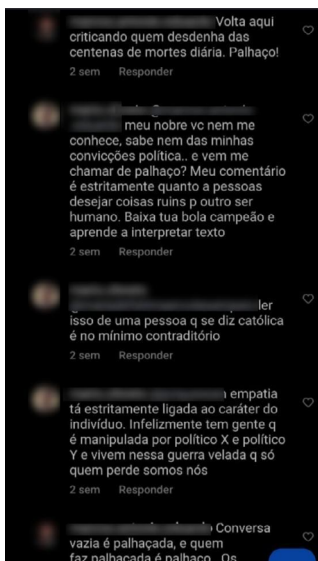 Volta aqui
criticando quem desdenha das
centenas de mortes diária. Palhaço!
2 sem Responder
meu nobre vc nem me
conhece, sabe nem das minhas
convicções política.. e vem me
chamar de palhaço? Meu comentário
é estritamente quanto a pessoas
desejar coisas ruins p outro ser
humano. Baixa tua bola campeão e
aprende a interpretar texto
2 sem Responder
ler
isso de uma pessoa q se diz católica
é no mínimo contraditório
2 sem Responder
empatia
tá estritamente ligada ao caráter do
indivíduo. Infelizmente tem gente q
é manipulada por político X e político
Y e vivem nessa guerra velada q só
quem perde somos nós
2 sem Responder
Conversa
vazia é palhaçada, e quem
faz palhaçada é palhaço.. Os